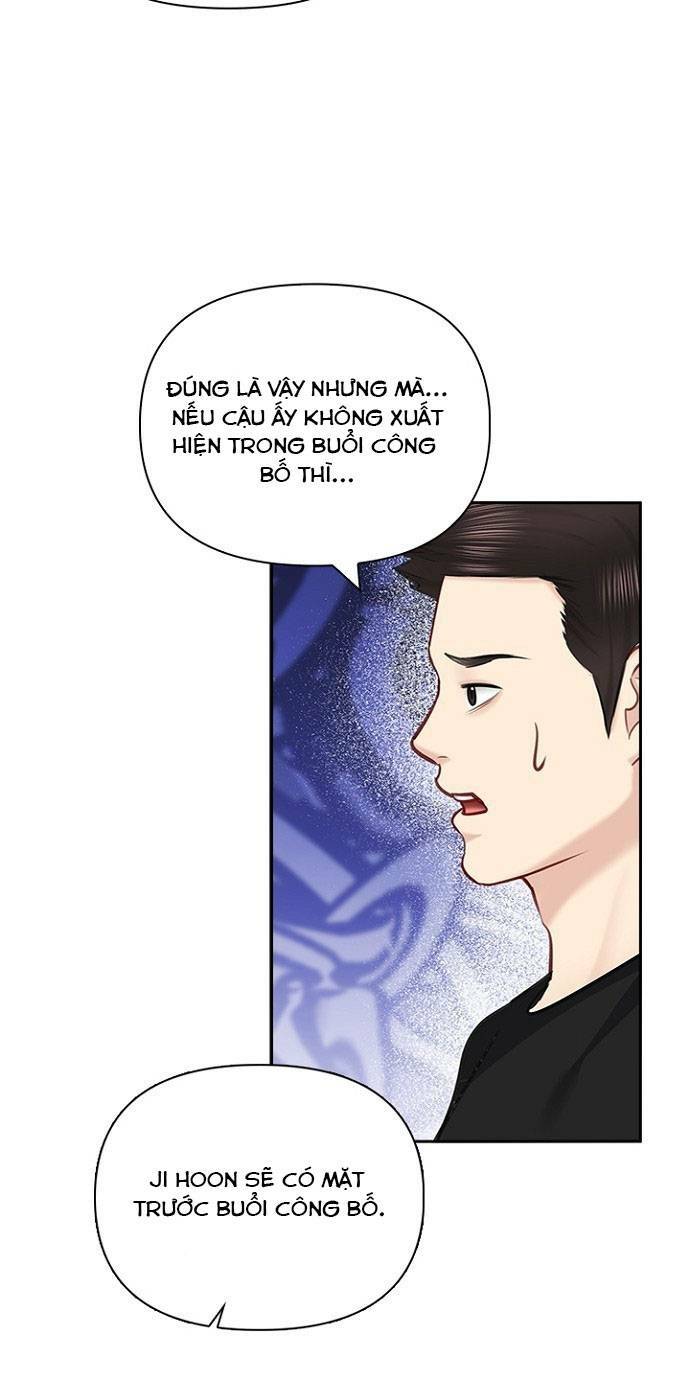 ĐÚNG LÀ VẬY NHƯNG MÀ...
NẾU CẬU ẤY KHÔNG XUẤT
HIỆN TRONG BUỔI CÔNG
BỐ THÌ...
JI HOON SẼ CÓ MẶT
TRƯỚC BUỔI CÔNG BỐ.